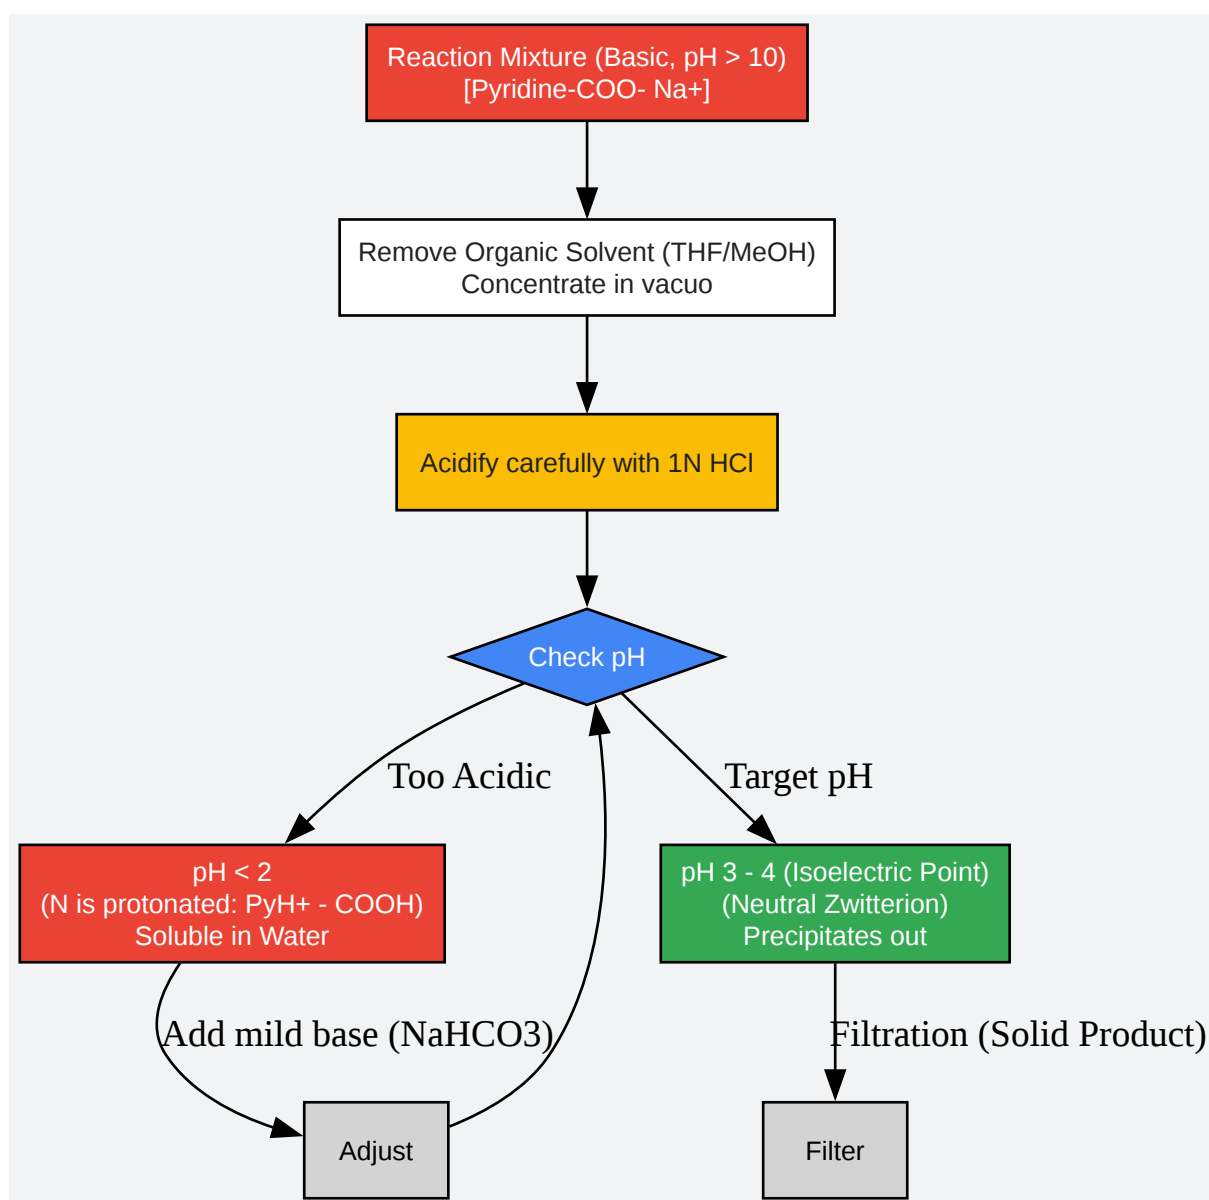 Reaction Mixture (Basic, pH > 10)
[Pyridine-COO- Na+]
Remove Organic Solvent (THF/MeOH)
Concentrate in vacuo
Acidify carefully with 1N HCl
Check pH
Too Acidic
Target pH
pH < 2
(N is protonated: PyH+ - COOH)
Soluble in Water
pH 3 - 4 (Isoelectric Point)
(Neutral Zwitterion)
Precipitates out
Add mild base (NaHCO3)
Filtration (Solid Product)
Adjust
Filter